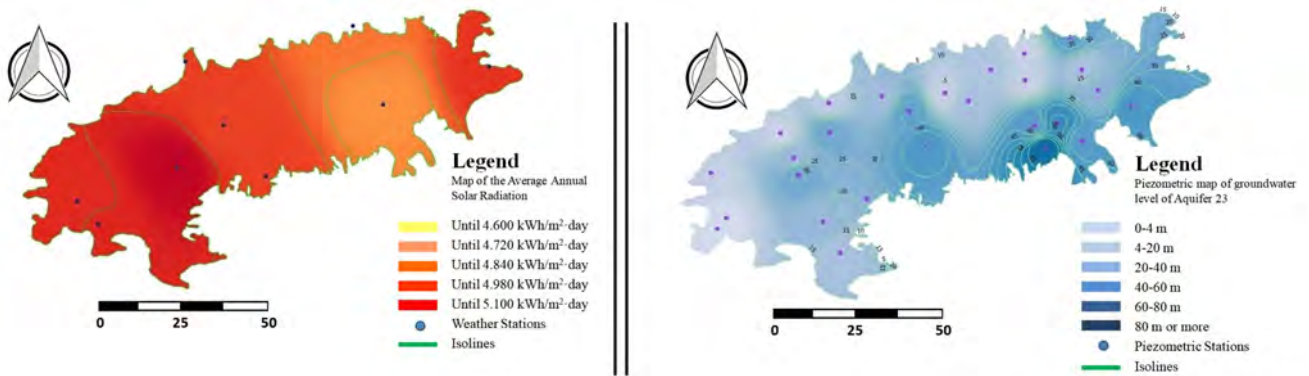 Legend
Map of the Average Annual
Solar Radiation
Until 4.600 kWh/m²·day
Until 4.720 kWh/m²·day
Until 4.840 kWh/m²·day
Until 4.980 kWh/m²·day
Until 5.100 kWh/m²·day
Weather Stations
Isolines
0 25 50
Legend
Piezometric map of groundwater
level of Aquifer 23
0-4 m
4-20 m
20-40 m
40-60 m
60-80 m
80 m or more
Piezometric Stations
Isolines
0 25 50